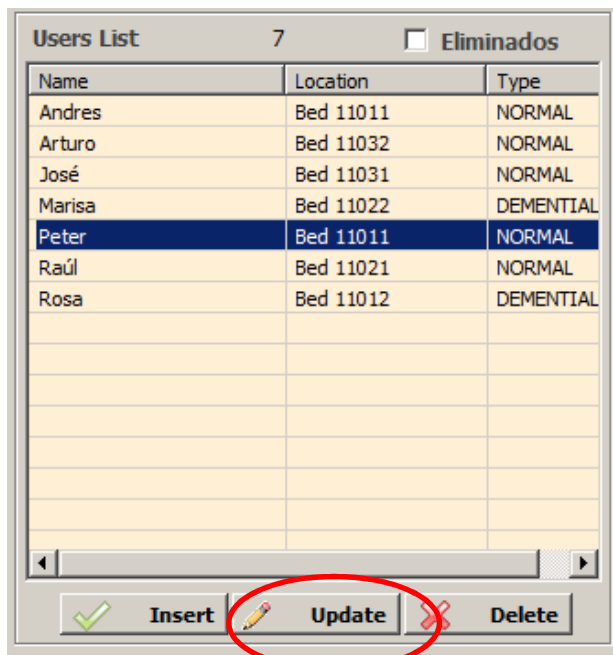 Users List 7 Eliminados
Name Location Type
Andres Bed 11011 NORMAL
Arturo Bed 11032 NORMAL
José Bed 11031 NORMAL
Marisa Bed 11022 DEMENTIAL
Peter Bed 11011 NORMAL
Raúl Bed 11021 NORMAL
Rosa Bed 11012 DEMENTIAL
Insert Update Delete